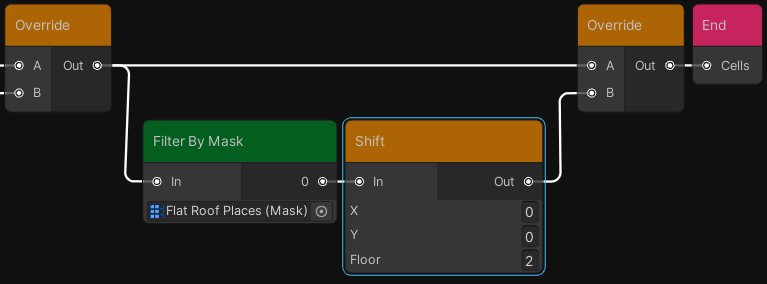 Override
A Out
B
Override
A Out
B
End
Cells
Filter By Mask
In 0
Flat Roof Places (Mask)
Shift
In Out
X 0
Y 0
Floor 2